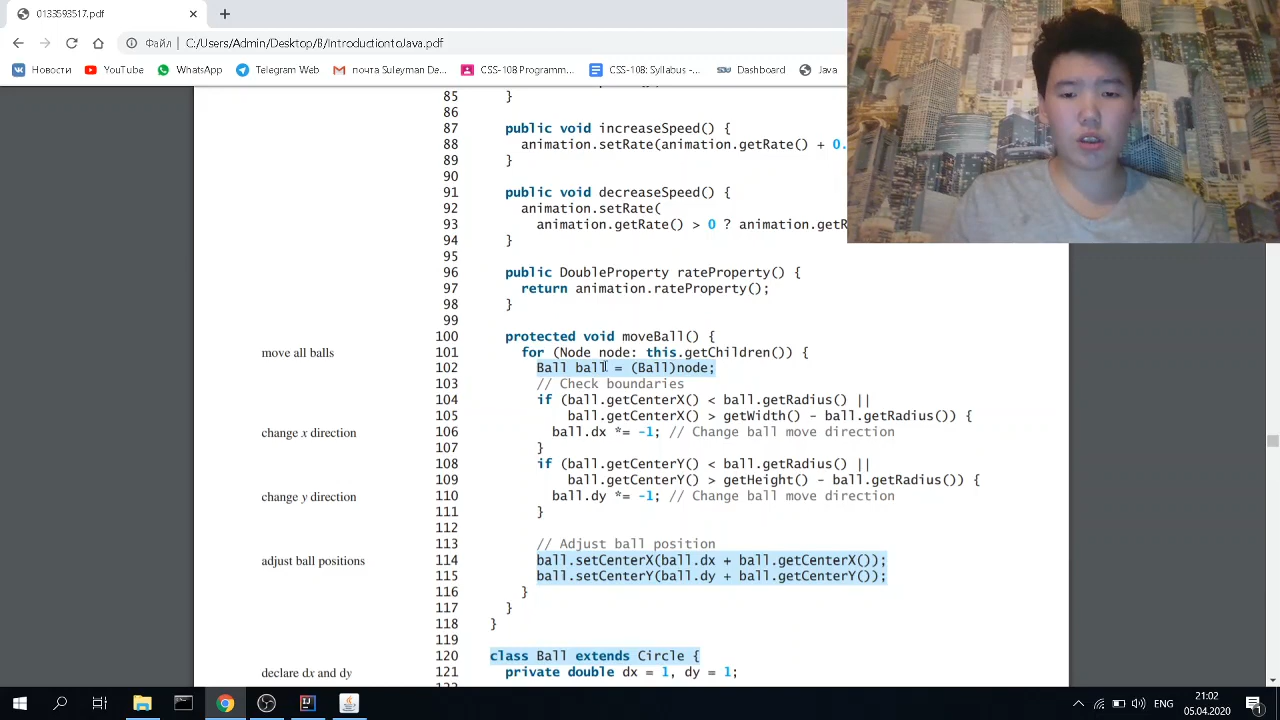 0133593517.pdf
Файл | C:/Users/Admin/Desktop/II/IntroductiontoJava.pdf
Новости YouTube WhatsApp Telegram Web почта Suleyman De... CSS-108 Programm... CSS-108: Syllabus -... Dashboard Java
85 }
86
87 public void increaseSpeed() {
88 animation.setRate(animation.getRate() + 0.
89 }
90
91 public void decreaseSpeed() {
92 animation.setRate(
93 animation.getRate() > 0 ? animation.getR
94 }
95
96 public DoubleProperty rateProperty() {
97 return animation.rateProperty();
98 }
99
100 protected void moveBall() {
move all balls 101 for (Node node: this.getChildren()) {
102 Ball ball = (Ball)node;
103 // Check boundaries
104 if (ball.getCenterX() < ball.getRadius() ||
105 ball.getCenterX() > getWidth() - ball.getRadius()) {
change x direction 106 ball.dx *= -1; // Change ball move direction
107 }
108 if (ball.getCenterY() < ball.getRadius() ||
109 ball.getCenterY() > getHeight() - ball.getRadius()) {
change y direction 110 ball.dy *= -1; // Change ball move direction
111 }
112
113 // Adjust ball position
adjust ball positions 114 ball.setCenterX(ball.dx + ball.getCenterX());
115 ball.setCenterY(ball.dy + ball.getCenterY());
116 }
117 }
118 }
119
120 class Ball extends Circle {
declare dx and dy 121 private double dx = 1, dy = 1;
ENG
21:02
05.04.2020